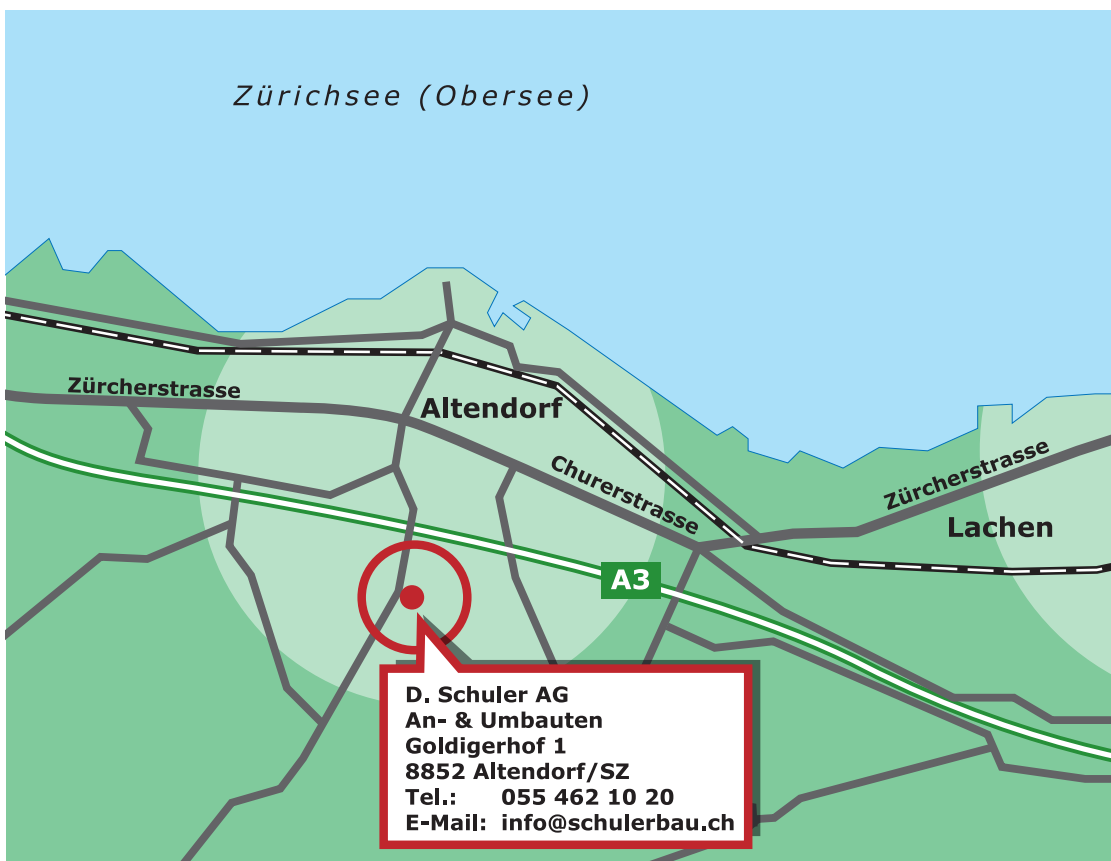 Zürichsee (Obersee)
Zürcherstrasse
Altendorf
Churerstrasse
Zürcherstrasse
Lachen
A3
D. Schuler AG
An- & Umbauten
Goldigerhof 1
8852 Altendorf/SZ
Tel.: 055 462 10 20
E-Mail: info@schulerbau.ch